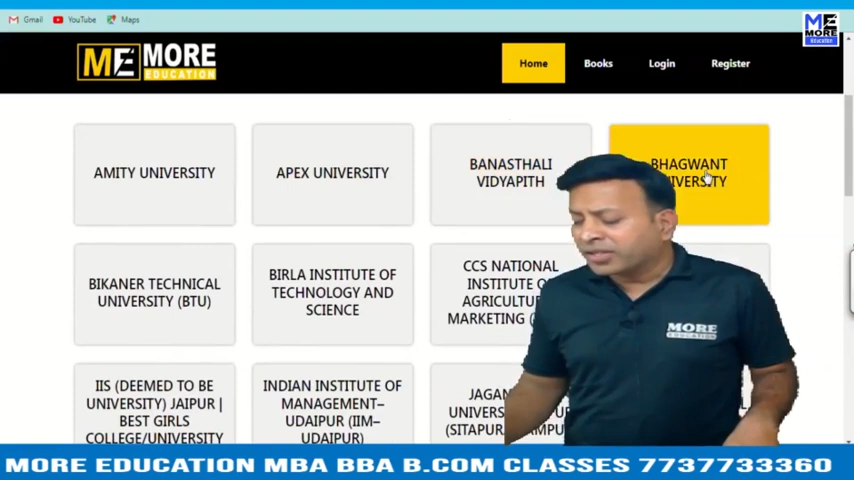 Gmail
YouTube
Maps
ME MORE Education
ME MORE EDUCATION
Home
Books
Login
Register
AMITY UNIVERSITY
APEX UNIVERSITY
BANASTHALI
VIDYAPITH
BHAGWANT
BIKANER TECHNICAL
UNIVERSITY (BTU)
BIRLA INSTITUTE OF
TECHNOLOGY AND
SCIENCE
CCS NATIONAL
INSTITUTE
MARKETING
IIS (DEEMED TO BE
UNIVERSITY) JAIPUR |
BEST GIRLS
COLLEGE/UNIVERSITY
INDIAN INSTITUTE OF
MANAGEMENT–
UDAIPUR (IIM–
UDAIPUR)
MORE
EDUCATION
MORE EDUCATION MBA BBA B.COM CLASSES 7737733360